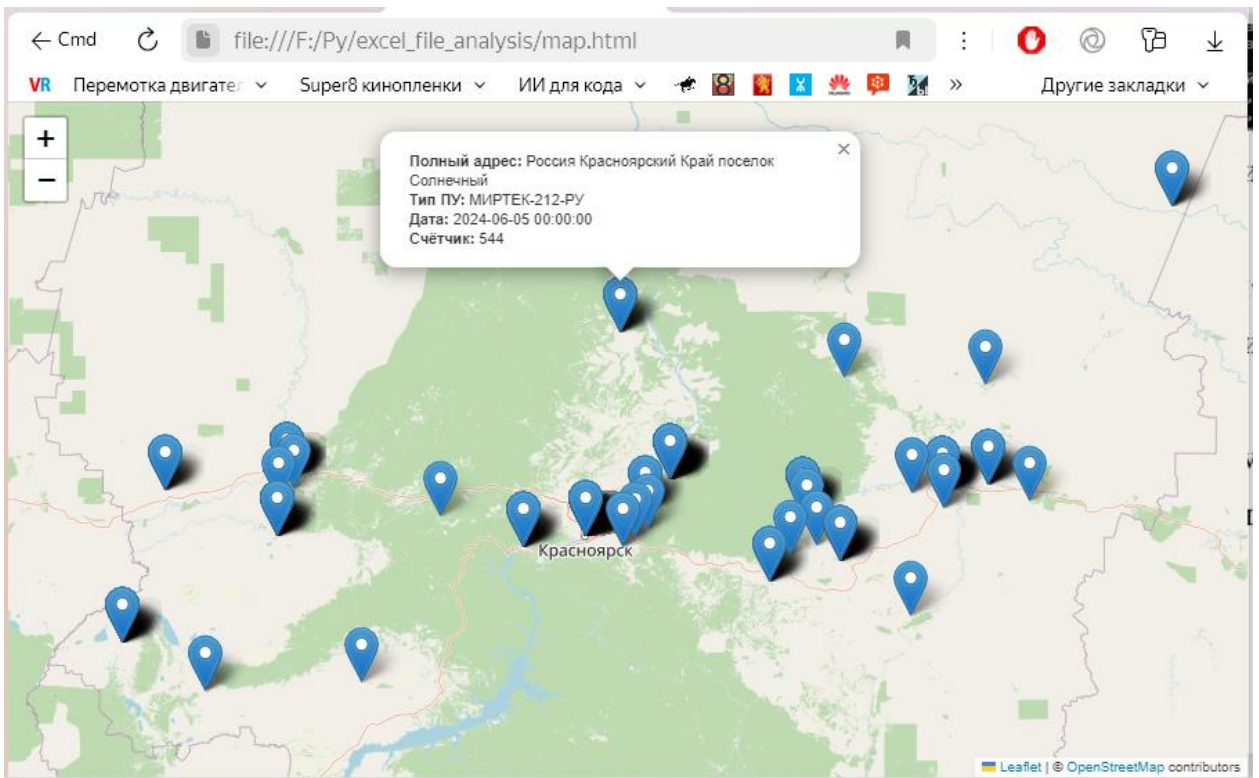 ← Cmd file:///F:/Py/excel_file_analysis/map.html
VR Перемотка двигател Super8 кинопленки ИИ для кода » Другие закладки
+
−
Полный адрес: Россия Красноярский Край поселок
Солнечный
Тип ПУ: МИРТЕК-212-РУ
Дата: 2024-06-05 00:00:00
Счётчик: 544
Красноярск
Leaflet | © OpenStreetMap contributors